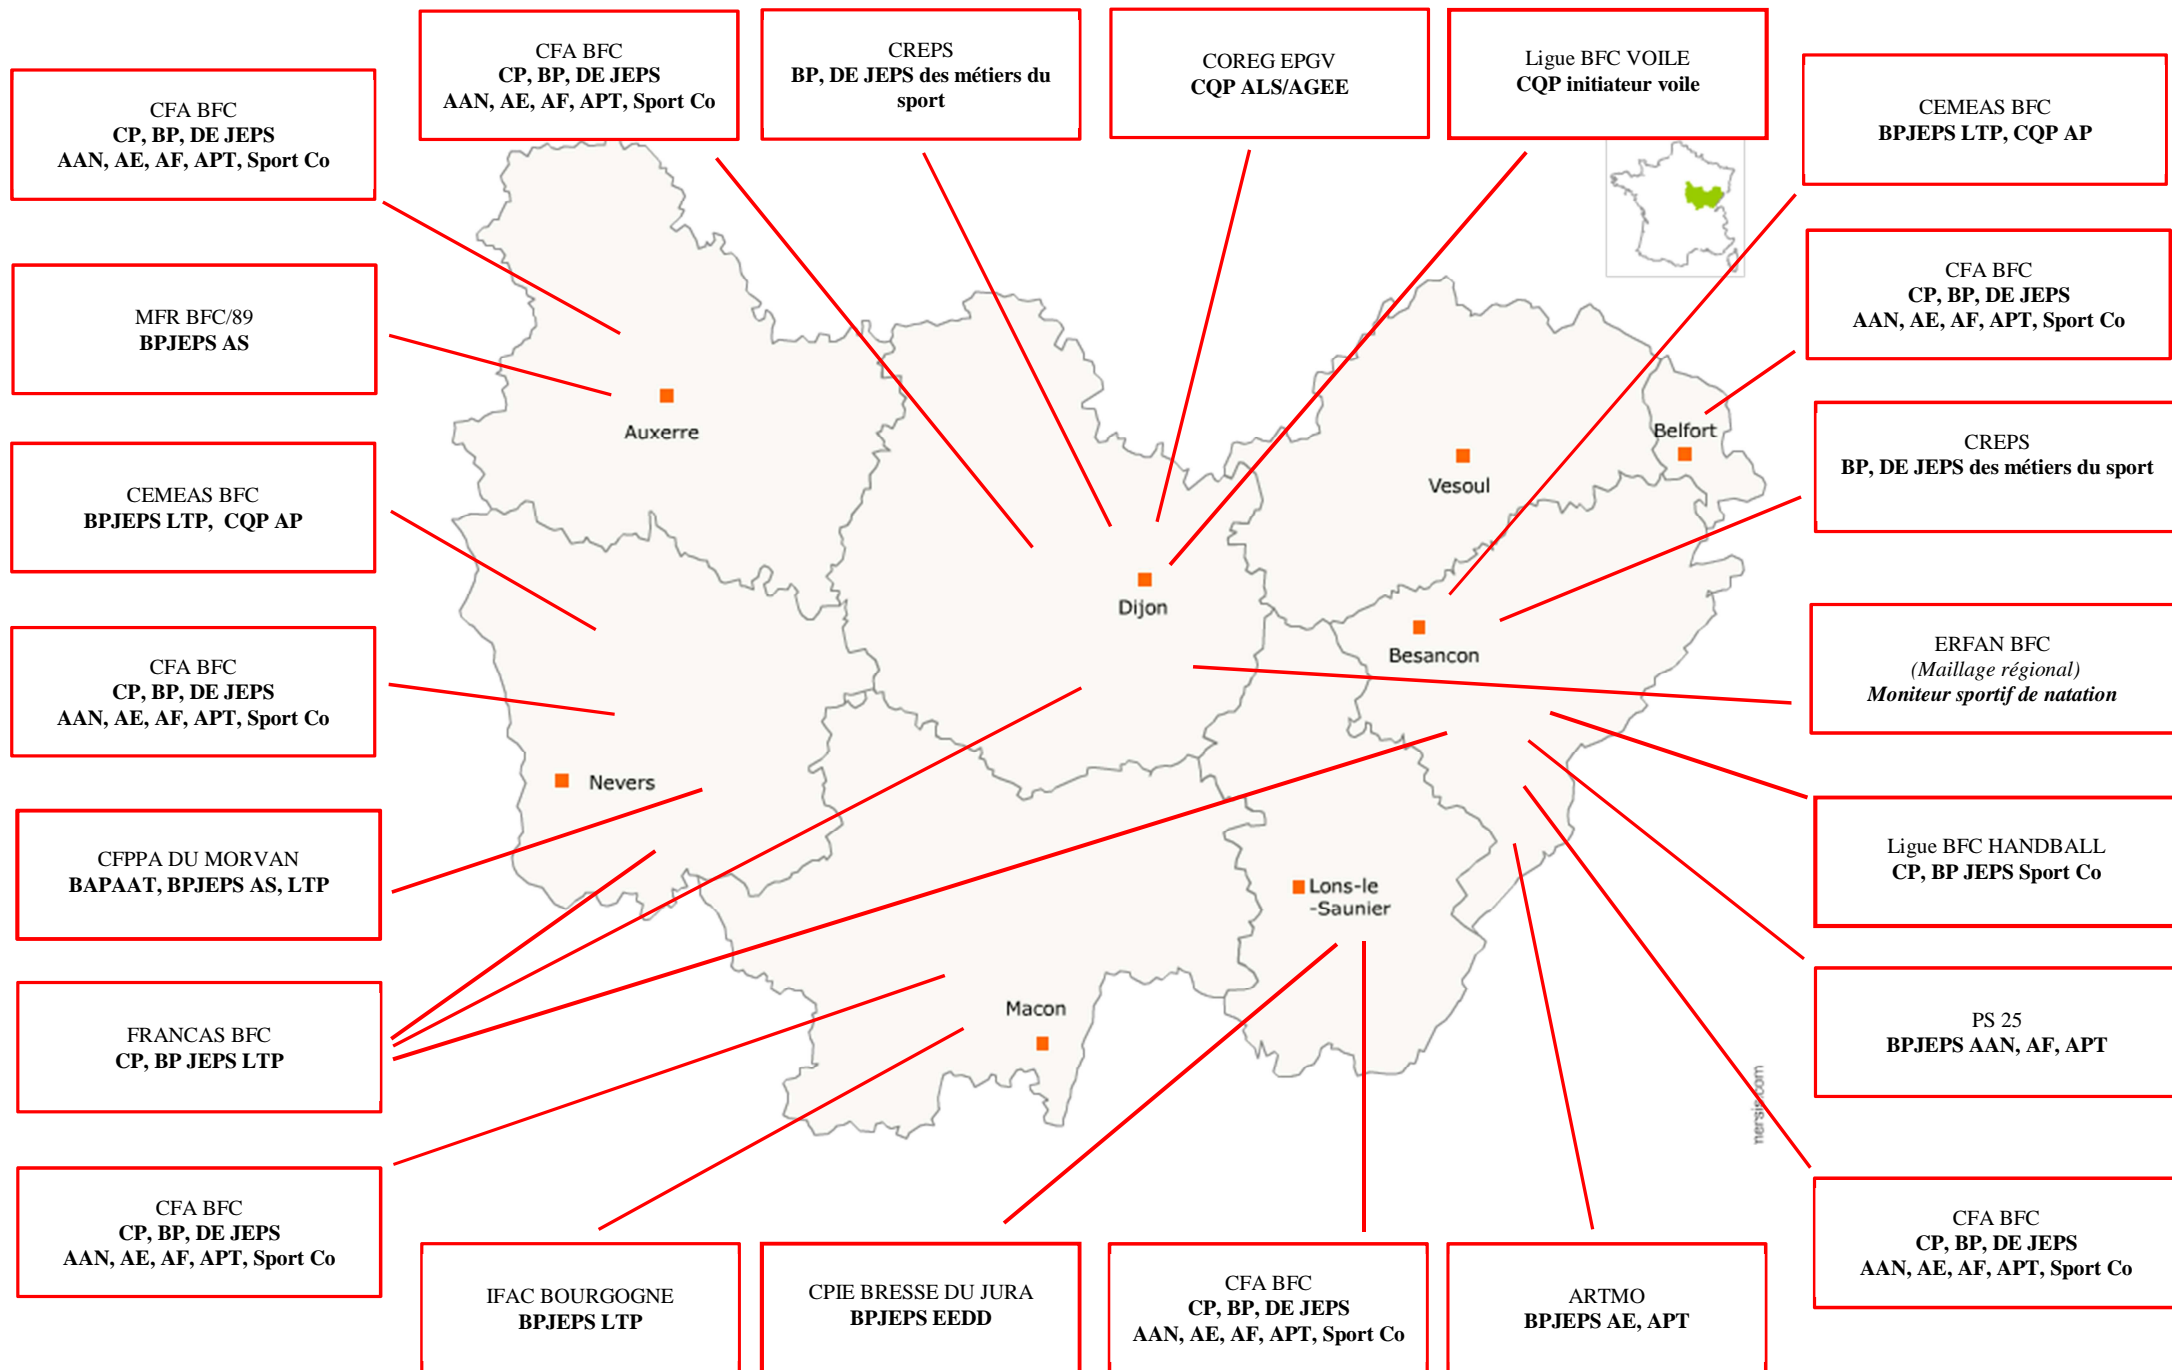 CFA BFC
CP, BP, DE JEPS
AAN, AE, AF, APT, Sport Co
CREPS
BP, DE JEPS des métiers du
sport
COREG EPGV
CQP ALS/AGEE
Ligue BFC VOILE
CQP initiateur voile
CEMEAS BFC
BPJEPS LTP, CQP AP
CFA BFC
CP, BP, DE JEPS
AAN, AE, AF, APT, Sport Co
MFR BFC/89
BPJEPS AS
CFA BFC
CP, BP, DE JEPS
AAN, AE, AF, APT, Sport Co
CREPS
BP, DE JEPS des métiers du sport
CEMEAS BFC
BPJEPS LTP, CQP AP
Auxerre
Belfort
Vesoul
Dijon
Besancon
Nevers
Lons-le
-Saunier
Macon
CFA BFC
CP, BP, DE JEPS
AAN, AE, AF, APT, Sport Co
ERFAN BFC
(Maillage régional)
Moniteur sportif de natation
CFPPA DU MORVAN
BAPAAT, BPJEPS AS, LTP
Ligue BFC HANDBALL
CP, BP JEPS Sport Co
FRANCAS BFC
CP, BP JEPS LTP
PS 25
BPJEPS AAN, AF, APT
CFA BFC
CP, BP, DE JEPS
AAN, AE, AF, APT, Sport Co
IFAC BOURGOGNE
BPJEPS LTP
CPIE BRESSE DU JURA
BPJEPS EEDD
CFA BFC
CP, BP, DE JEPS
AAN, AE, AF, APT, Sport Co
ARTMO
BPJEPS AE, APT
CFA BFC
CP, BP, DE JEPS
AAN, AE, AF, APT, Sport Co